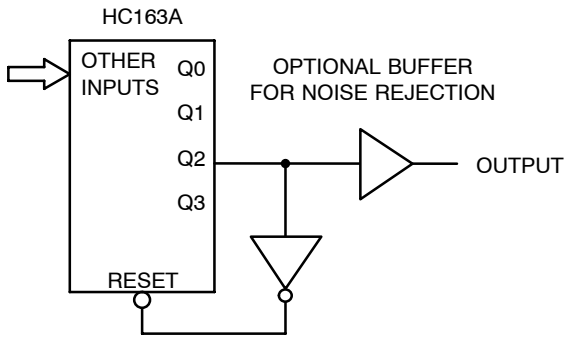 HC163A
OTHER
INPUTS
Q0
Q1
Q2
Q3
RESET
OPTIONAL BUFFER
FOR NOISE REJECTION
OUTPUT